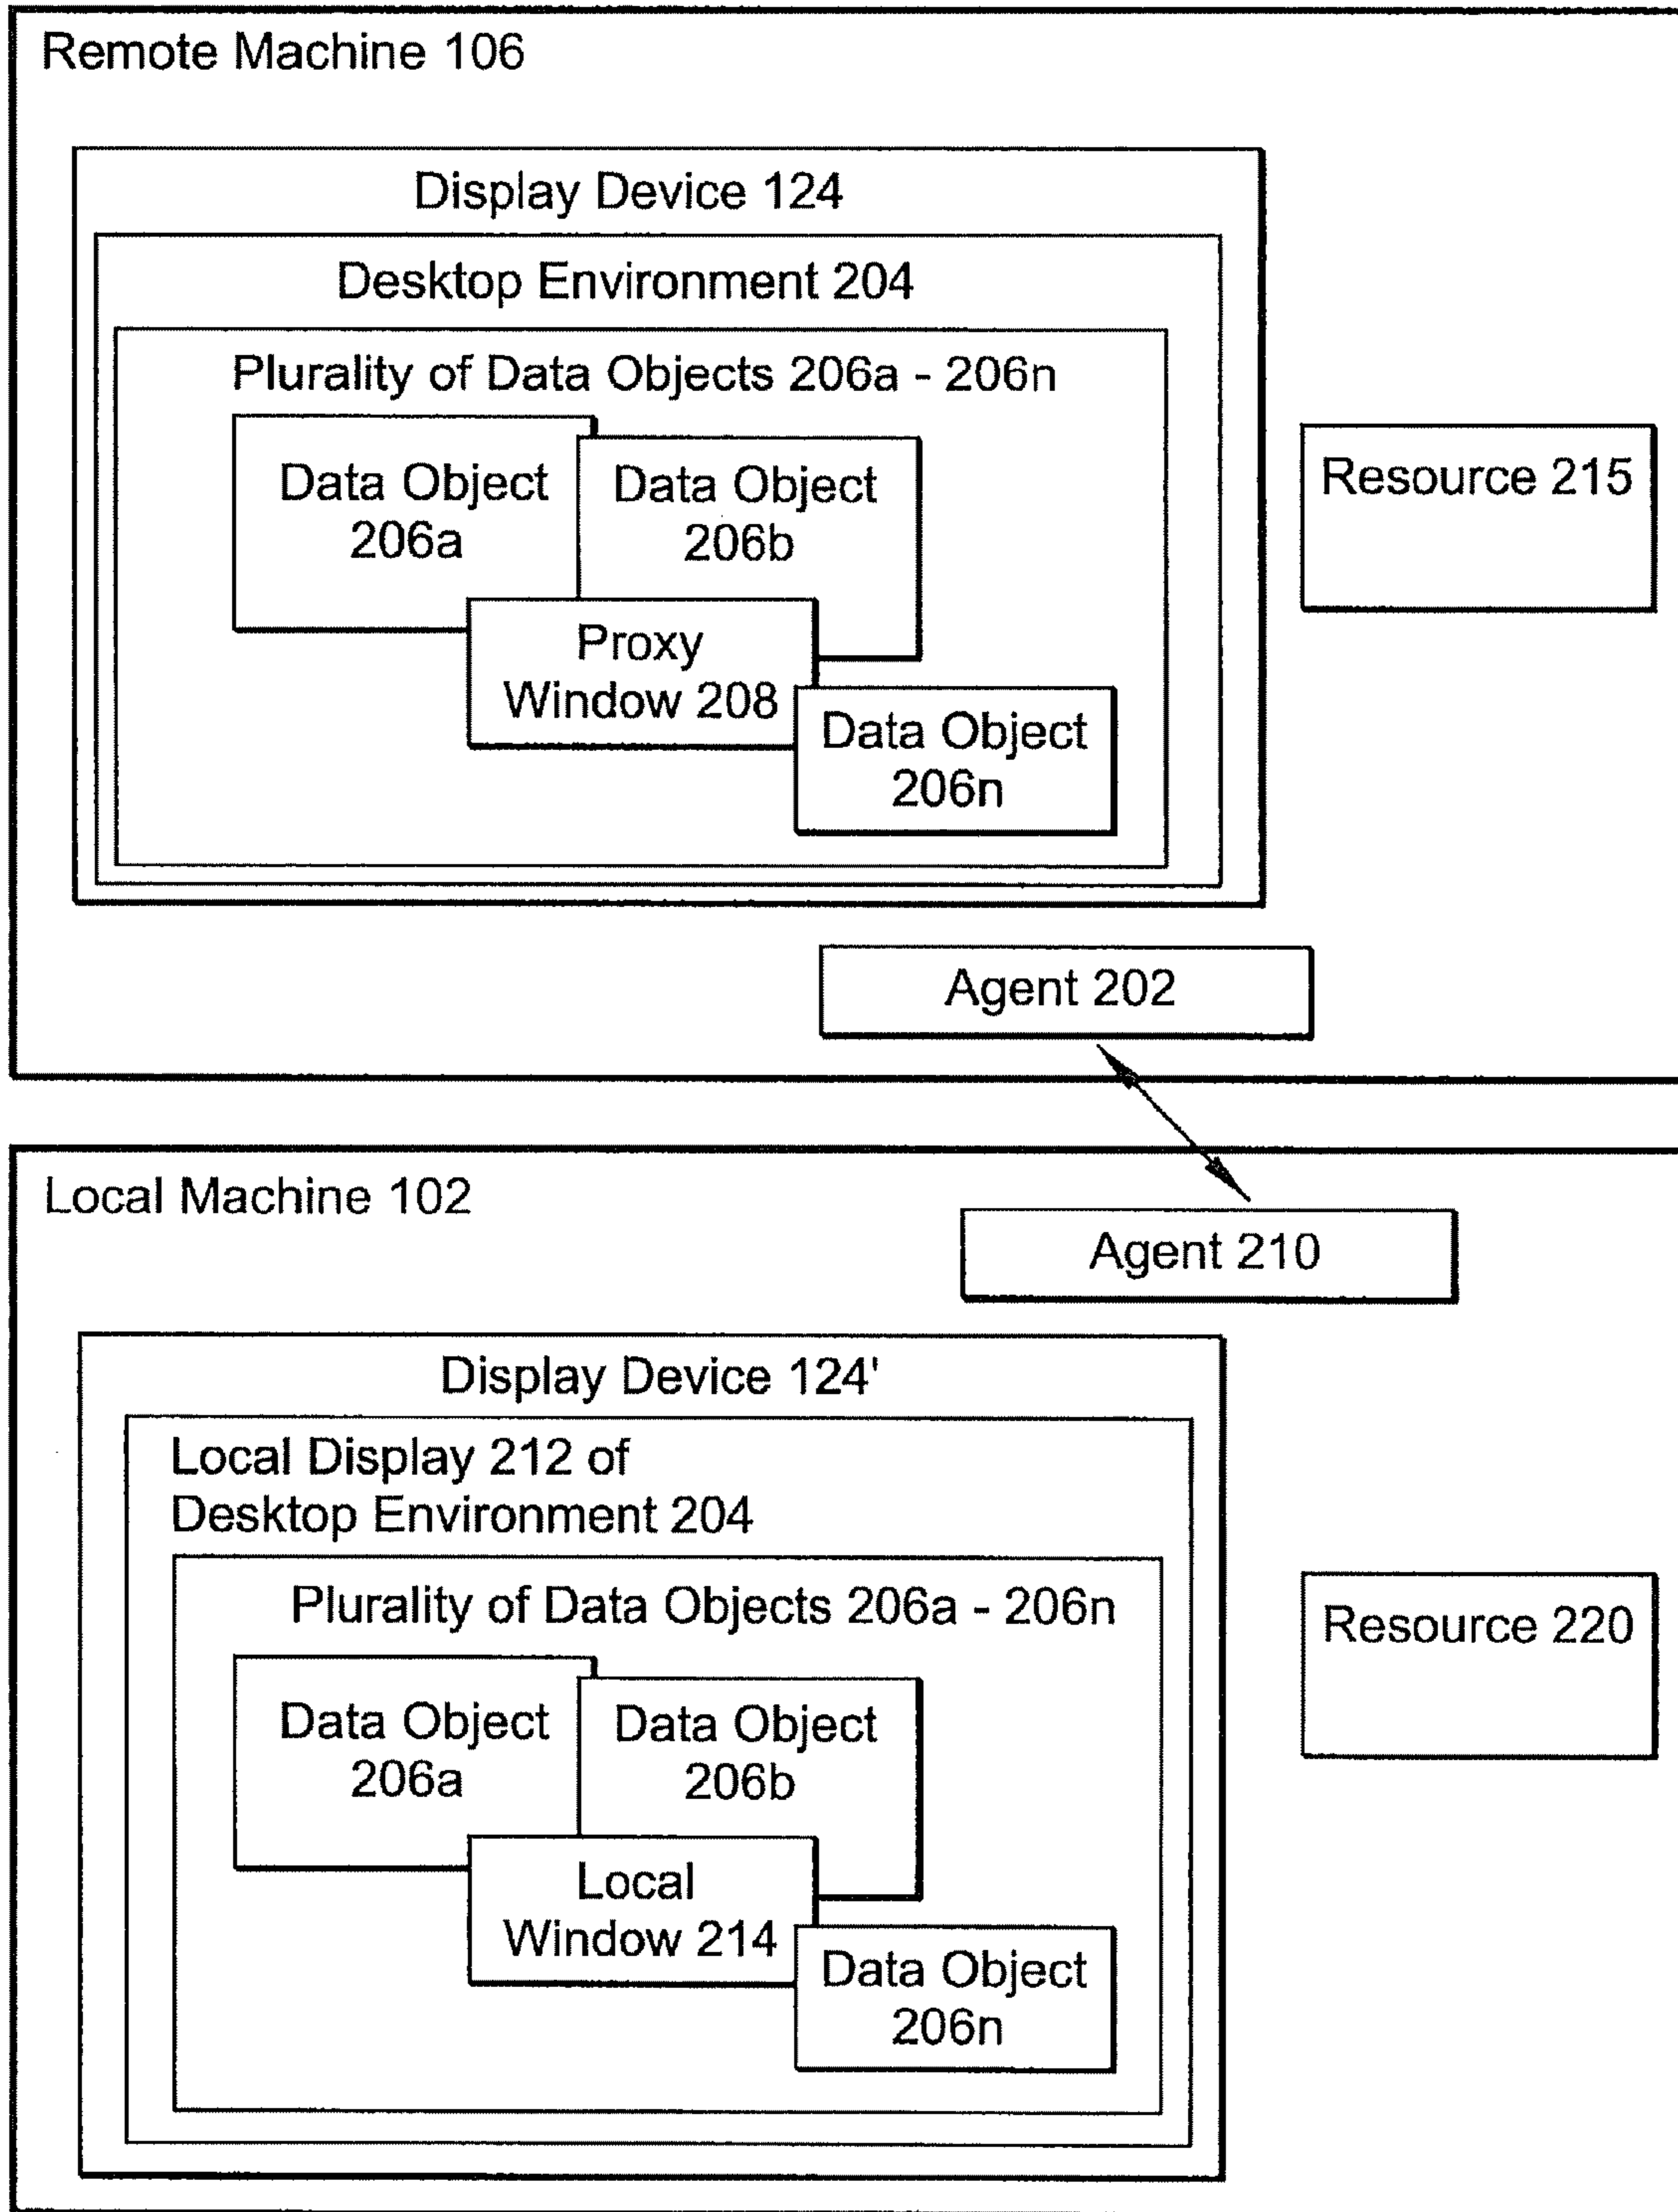 Remote Machine 106
Display Device 124
Desktop Environment 204
Plurality of Data Objects 206a - 206n
Data Object
206a
Data Object
206b
Resource 215
Proxy
Window 208
Data Object
206n
Agent 202
Local Machine 102
Agent 210
Display Device 124'
Local Display 212 of
Desktop Environment 204
Plurality of Data Objects 206a - 206n
Resource 220
Data Object
206a
Data Object
206b
Local
Window 214
Data Object
206n